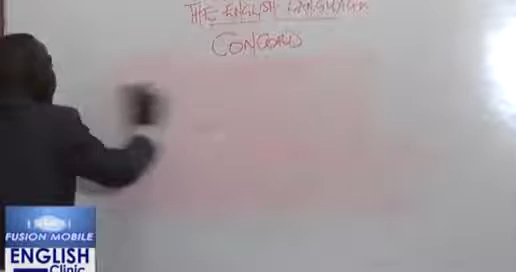 THE ENGLISH LANGUAGE
CONCORD
FUSION MOBILE
ENGLISH
Clinic